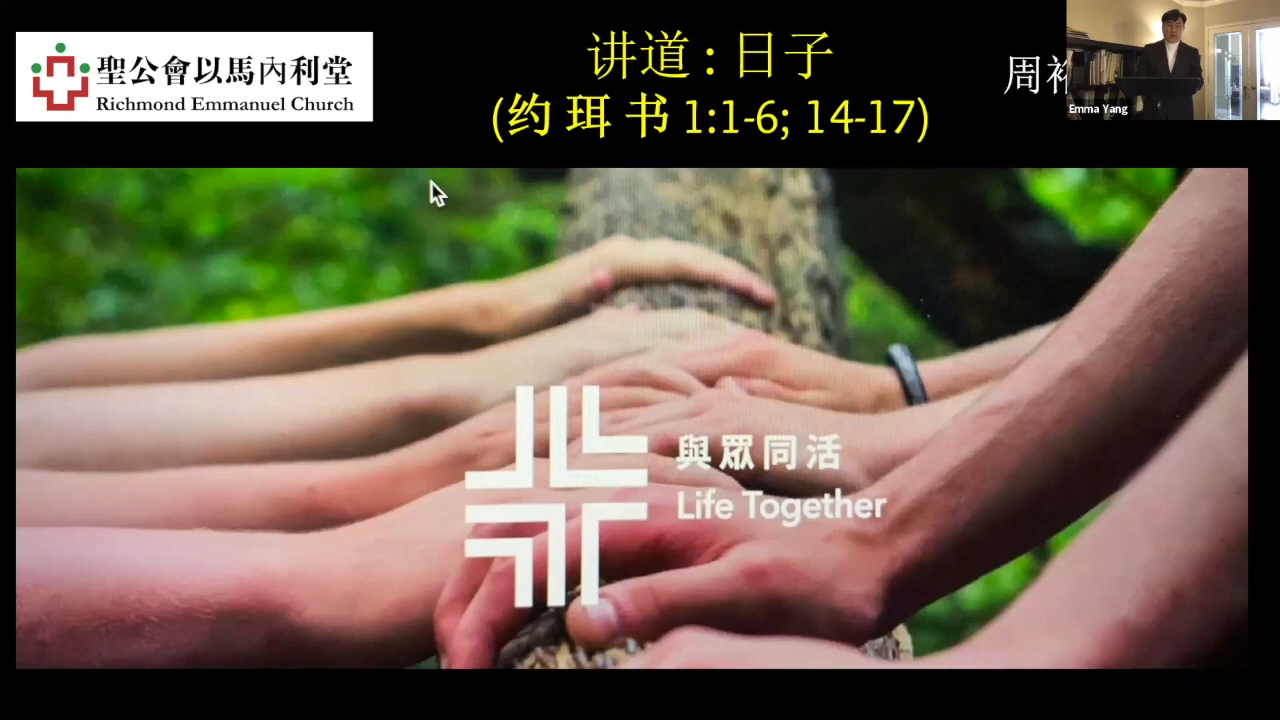 聖公會以馬內利堂
Richmond Emmanuel Church
讲道 : 日子
(约 珥 书 1:1-6; 14-17)
周
Emma Yang
與眾同活
Life Together